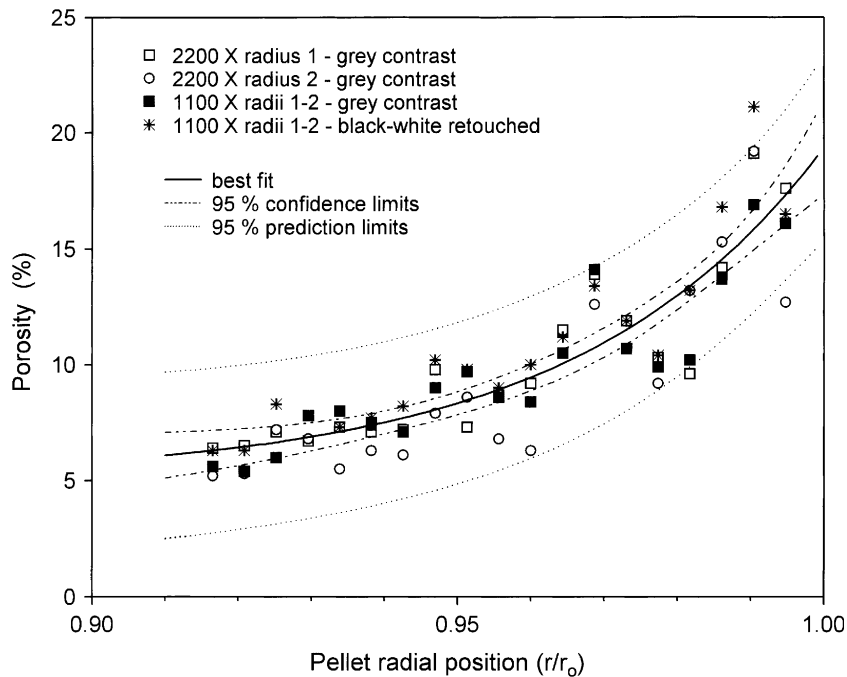 25
20
15
10
5
0
Porosity (%)
2200 X radius 1 - grey contrast
2200 X radius 2 - grey contrast
1100 X radii 1-2 - grey contrast
1100 X radii 1-2 - black-white retouched
best fit
95 % confidence limits
95 % prediction limits
0.90 0.95 1.00
Pellet radial position (r/rₒ)